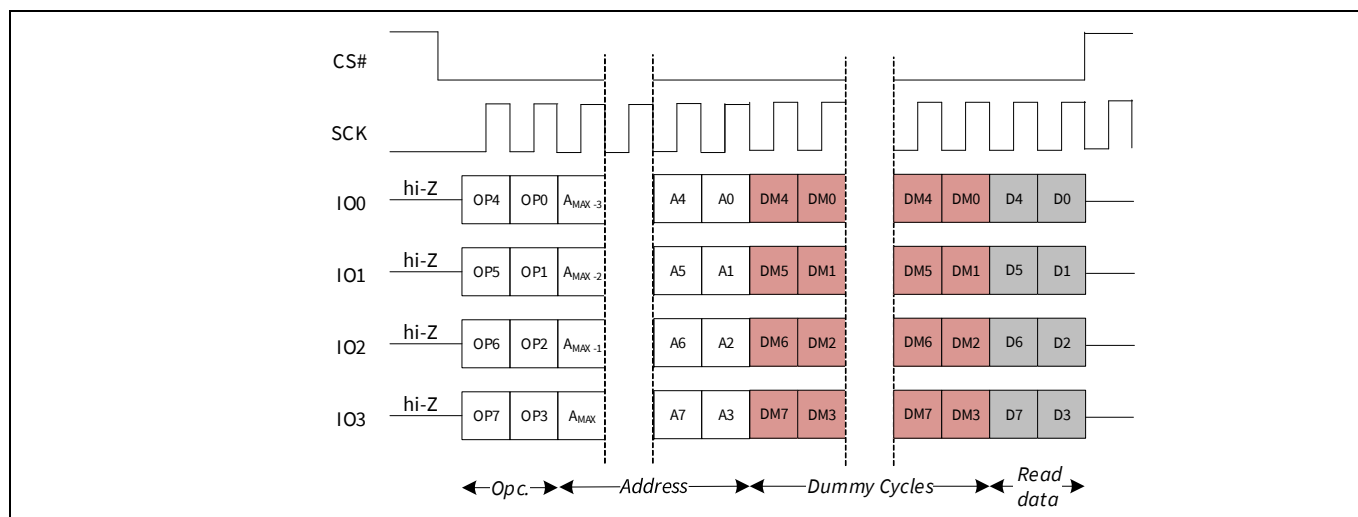 CS#
SCK
IO0 hi-Z OP4 OP0 AMAX -3 A4 A0 DM4 DM0 DM4 DM0 D4 D0
IO1 hi-Z OP5 OP1 AMAX -2 A5 A1 DM5 DM1 DM5 DM1 D5 D1
IO2 hi-Z OP6 OP2 AMAX -1 A6 A2 DM6 DM2 DM6 DM2 D6 D2
IO3 hi-Z OP7 OP3 AMAX A7 A3 DM7 DM3 DM7 DM3 D7 D3
Opc. Address Dummy Cycles Read
data